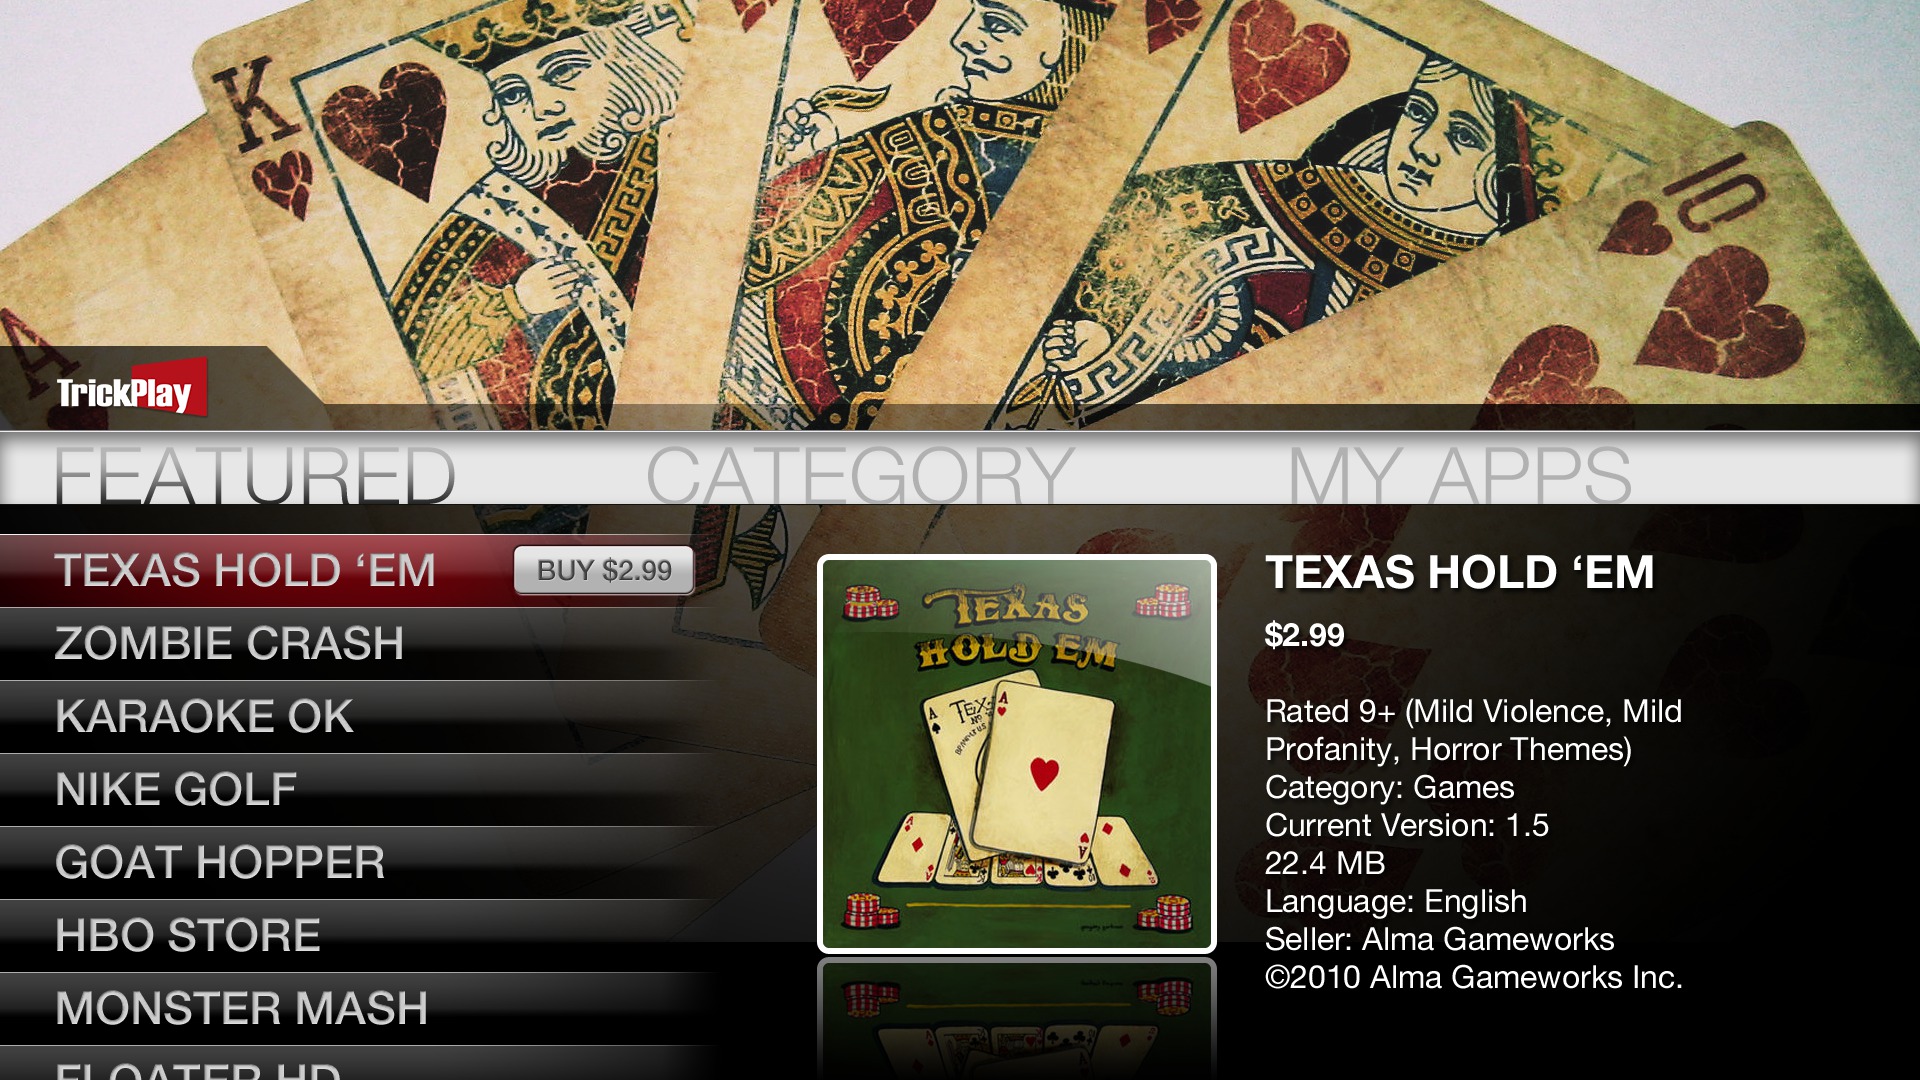 K
10
A
TrickPlay
FEATURED CATEGORY MY APPS
TEXAS HOLD ‘EM
BUY $2.99
ZOMBIE CRASH
KARAOKE OK
NIKE GOLF
GOAT HOPPER
HBO STORE
MONSTER MASH
FLOATER HD
TEXAS
HOLD EM
A
A
TEXAS HOLD ‘EM
$2.99
Rated 9+ (Mild Violence, Mild
Profanity, Horror Themes)
Category: Games
Current Version: 1.5
22.4 MB
Language: English
Seller: Alma Gameworks
©2010 Alma Gameworks Inc.